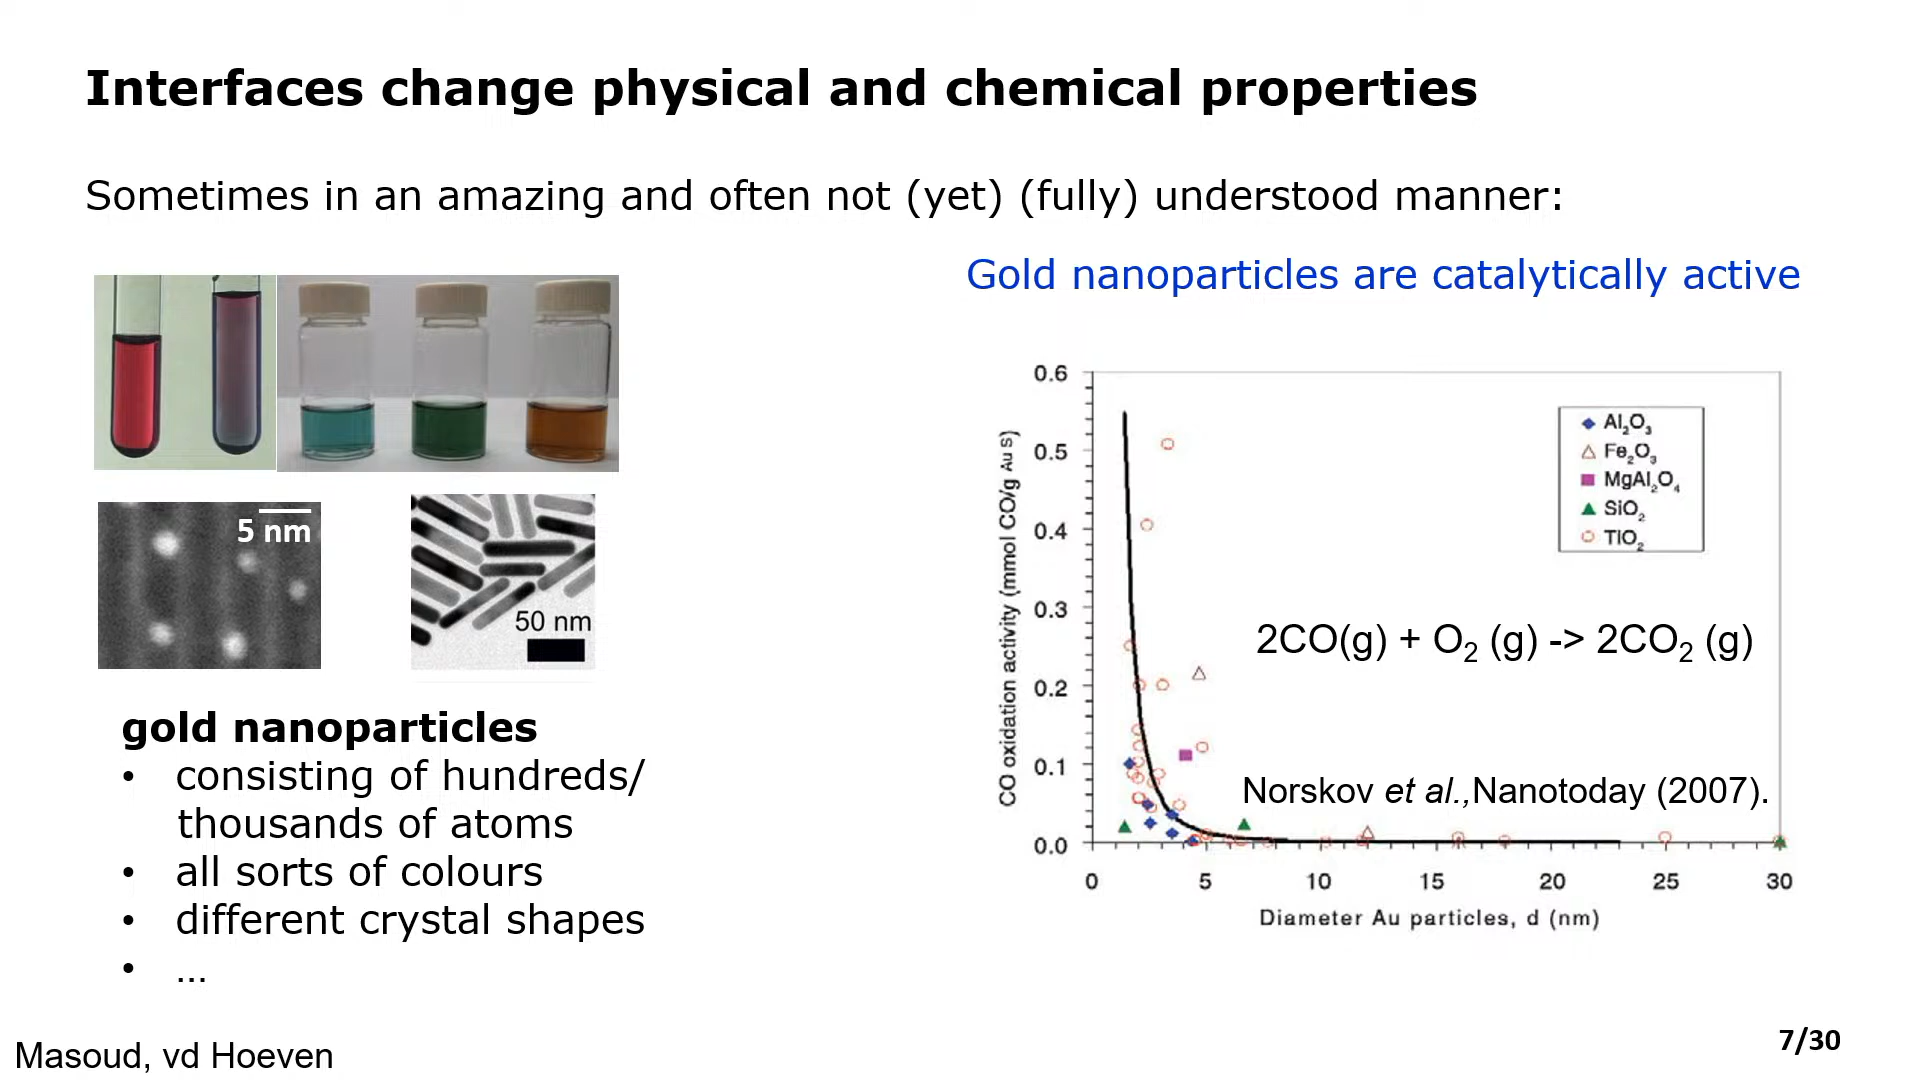 Interfaces change physical and chemical properties
Sometimes in an amazing and often not (yet) (fully) understood manner:
Gold nanoparticles are catalytically active
5 nm
50 nm
gold nanoparticles
• consisting of hundreds/
thousands of atoms
• all sorts of colours
• different crystal shapes
• ...
CO oxidation activity (mmol CO/g Au s)
0.6
0.5
0.4
0.3
0.2
0.1
0.0
Al₂O₃
Fe₂O₃
MgAl₂O₄
SiO₂
TiO₂
2CO(g) + O₂ (g) -> 2CO₂ (g)
Norskov et al.,Nanotoday (2007).
0 5 10 15 20 25 30
Diameter Au particles, d (nm)
Masoud, vd Hoeven
7/30